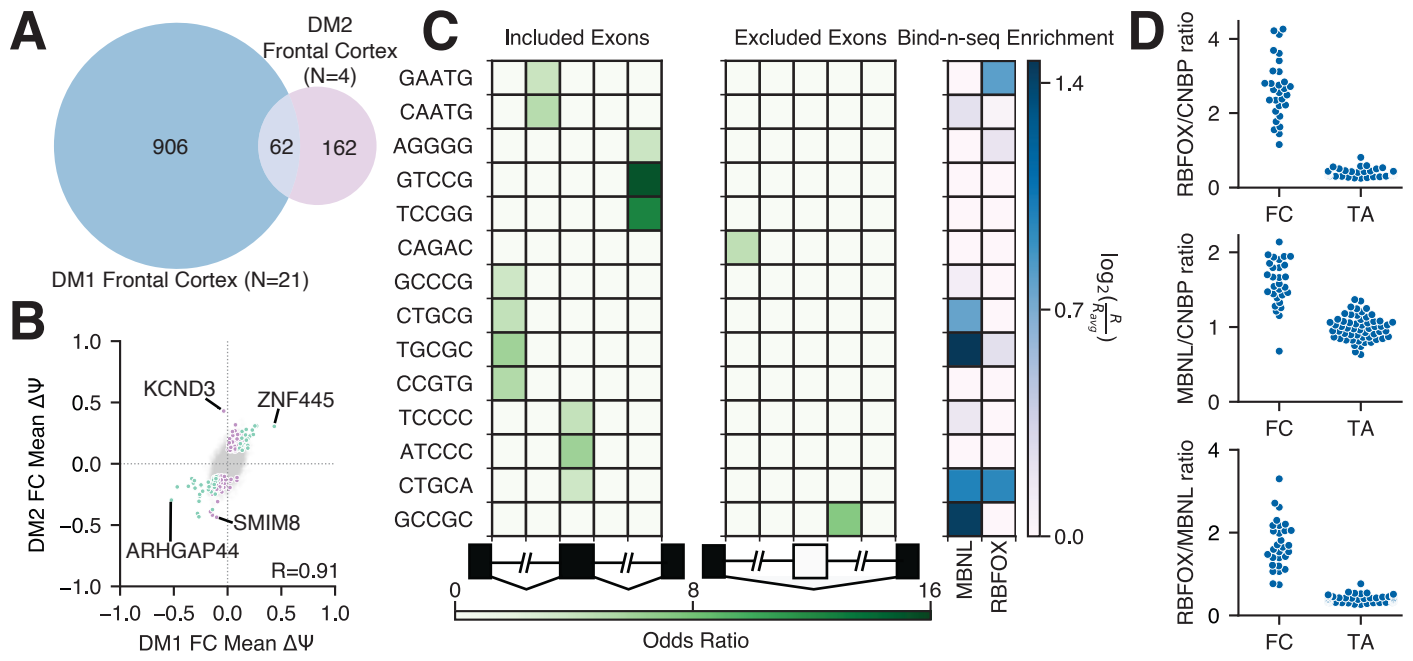 A
DM2
Frontal Cortex
(N=4)
906
62
162
DM1 Frontal Cortex (N=21)
B
1.0
0.5
0.0
−0.5
−1.0
DM2 FC Mean ΔΨ
KCND3
ZNF445
SMIM8
ARHGAP44
R=0.91
−1.0 −0.5 0.0 0.5 1.0
DM1 FC Mean ΔΨ
C
Included Exons
Excluded Exons
Bind-n-seq Enrichment
GAATG
CAATG
AGGGG
GTCCG
TCCGG
CAGAC
GCCCG
CTGCG
TGCGC
CCGTG
TCCCC
ATCCC
CTGCA
GCCGC
MBNL
RBFOX
1.4
0.7
0.0
log₂(R/Ravg)
0 8 16
Odds Ratio
D
RBFOX/CNBP ratio
4
2
0
FC TA
MBNL/CNBP ratio
2
1
0
FC TA
RBFOX/MBNL ratio
4
2
0
FC TA